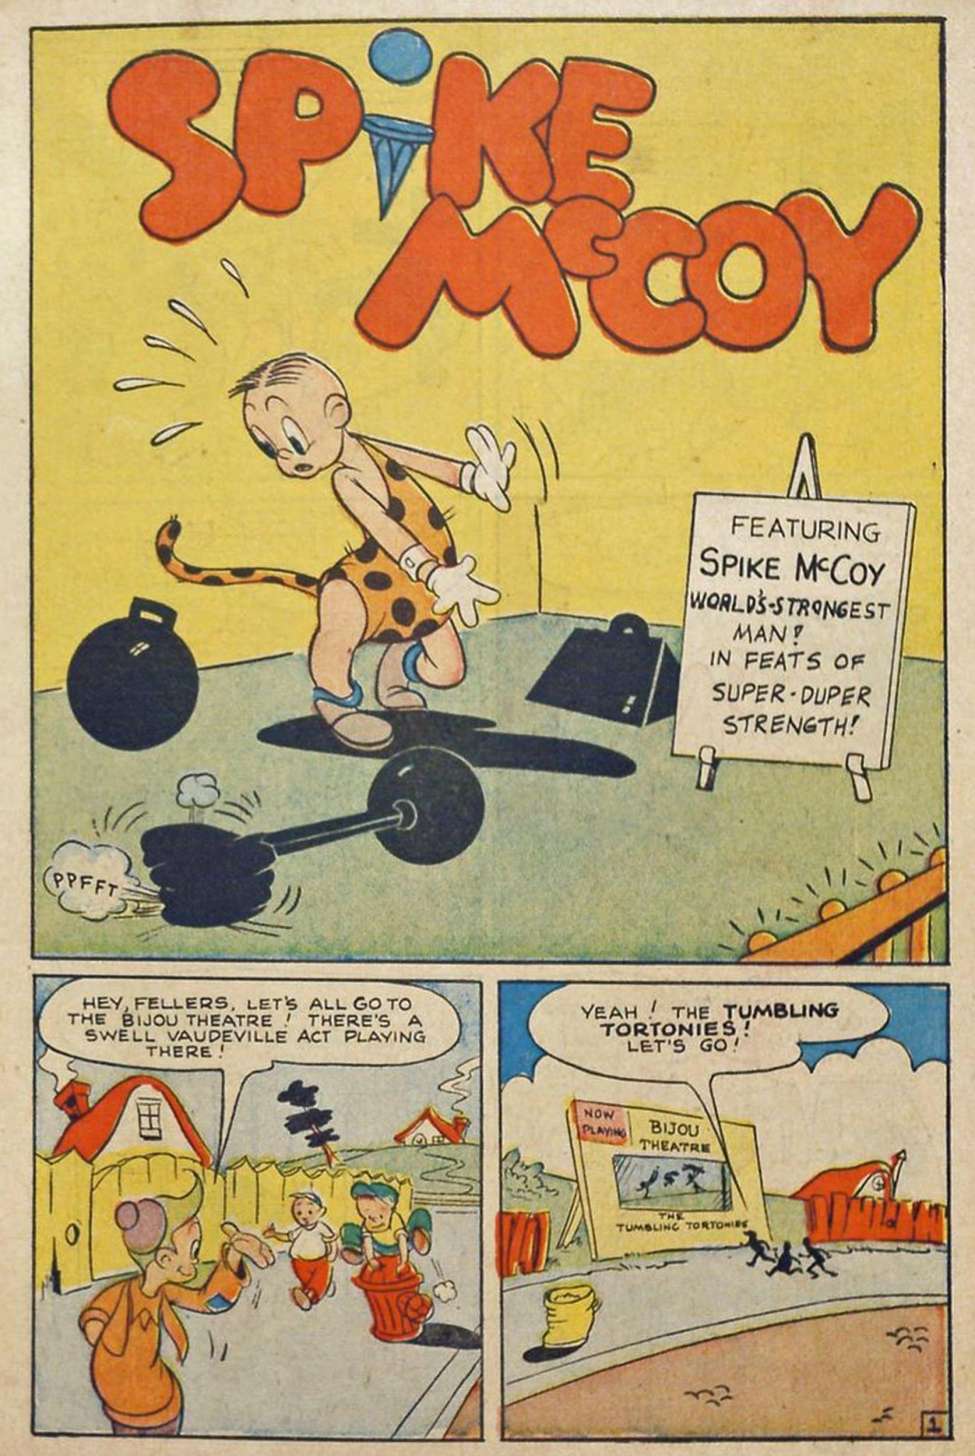 SPiKE
McCOY
FEATURING
SPIKE McCOY
WORLD'S-STRONGEST
MAN!
IN FEATS OF
SUPER-DUPER
STRENGTH!
PPFFT
HEY, FELLERS, LET'S ALL GO TO
THE BIJOU THEATRE! THERE'S A
SWELL VAUDEVILLE ACT PLAYING
THERE!
YEAH! THE TUMBLING
TORTONIES!
LET'S GO!
NOW
PLAYING
BIJOU
THEATRE
THE
TUMBLING TORTONIES
1